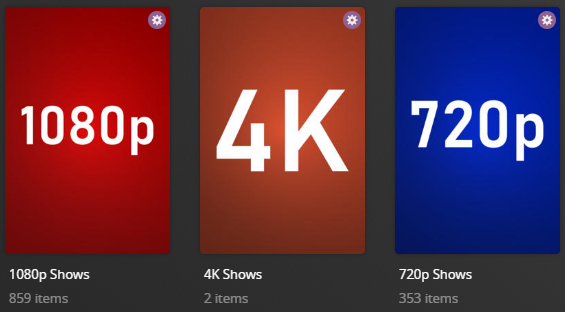 1080p
4K
720p
1080p Shows
4K Shows
720p Shows
859 items
2 items
353 items